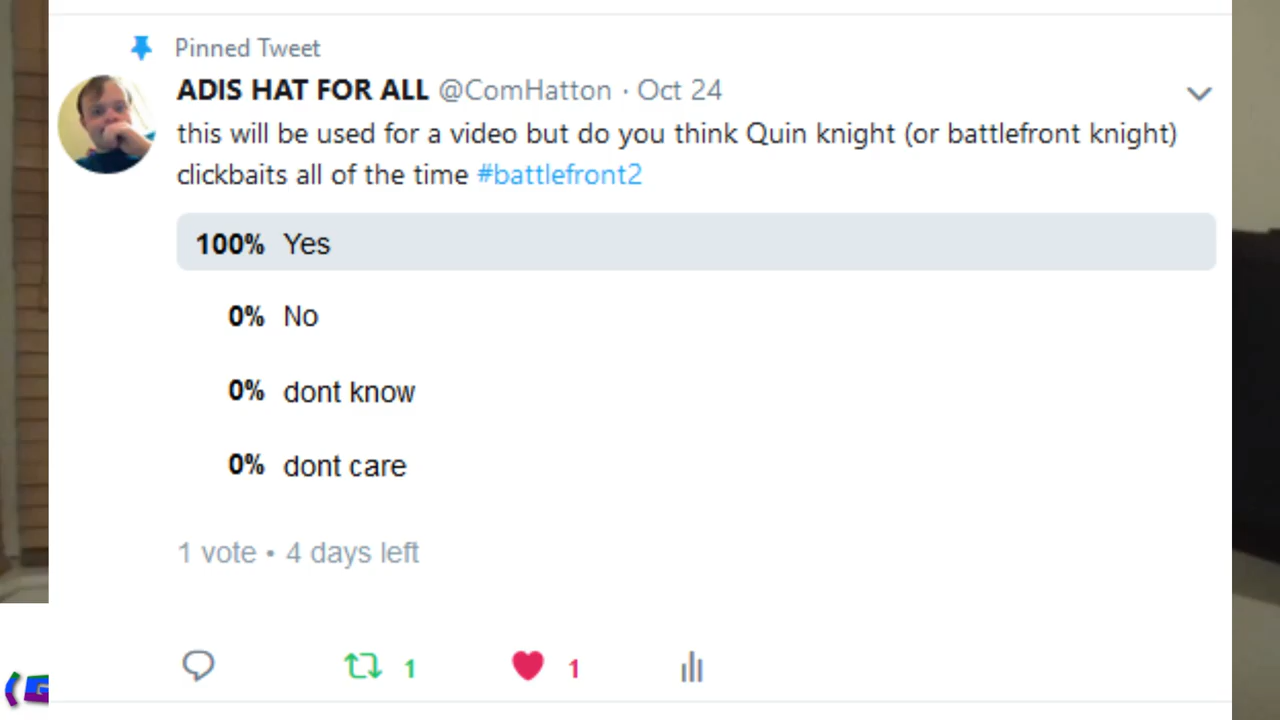 Pinned Tweet
ADIS HAT FOR ALL @ComHatton · Oct 24
this will be used for a video but do you think Quin knight (or battlefront knight)
clickbaits all of the time #battlefront2
100% Yes
0% No
0% dont know
0% dont care
1 vote • 4 days left
1 1